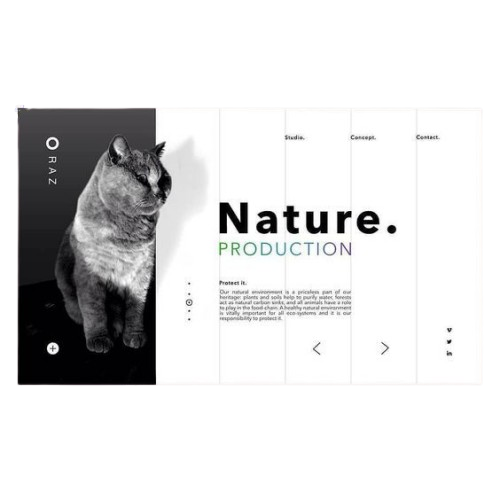 ORAZ
Studio.
Concept.
Contact.
Nature.
PRODUCTION
Protect it.
Our natural environment is a priceless part of our
heritage: plants and soils help to purify water, forests
act as natural carbon sinks, and all animals have a role
to play in the food-chain. A healthy natural environment
is vitally important for all eco-systems and it is our
responsibility to protect it.